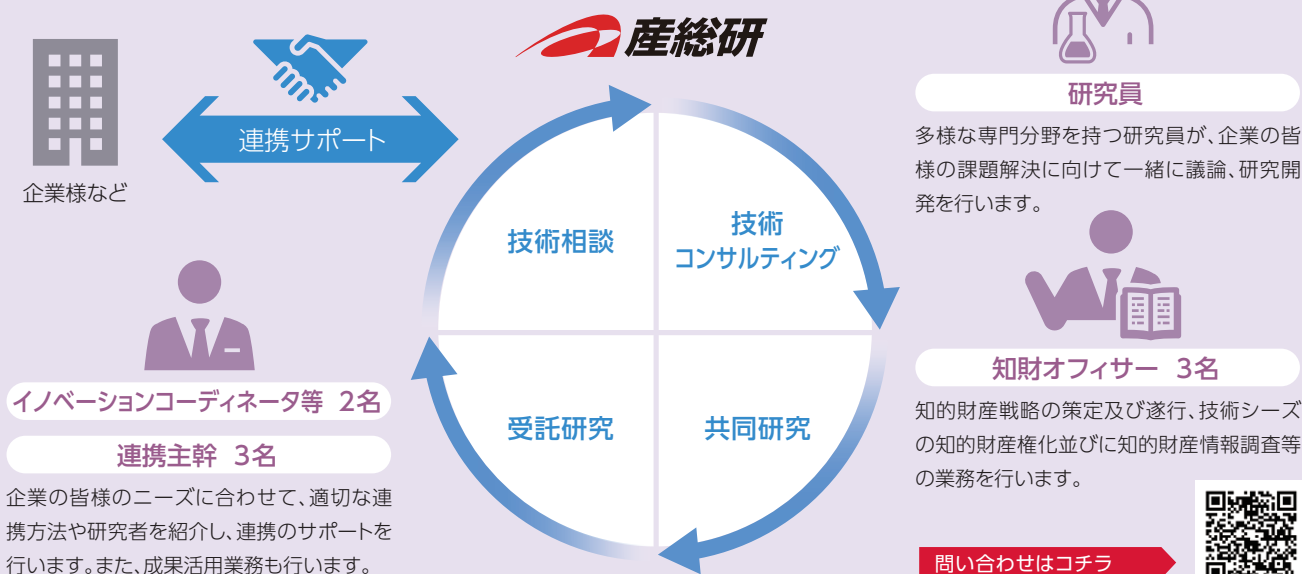 産総研
連携サポート
企業様など
技術相談
技術
コンサルティング
受託研究
共同研究
イノベーションコーディネータ等 2名
連携主幹 3名
企業の皆様のニーズに合わせて、適切な連
携方法や研究者を紹介し、連携のサポートを
行います。また、成果活用業務も行います。
研究員
多様な専門分野を持つ研究員が、企業の皆
様の課題解決に向けて一緒に議論、研究開
発を行います。
知財オフィサー 3名
知的財産戦略の策定及び遂行、技術シーズ
の知的財産権化並びに知的財産情報調査等
の業務を行います。
問い合わせはコチラ